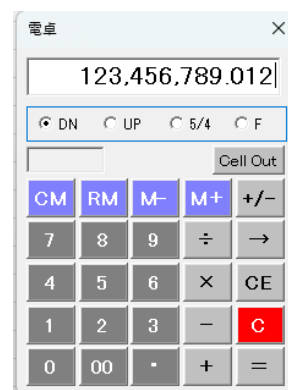 電卓 ×
123,456,789.012
DN UP 5/4 F
Cell Out
CM RM M- M+ +/-
7 8 9 ÷ →
4 5 6 × CE
1 2 3 - C
0 00 ・ + =